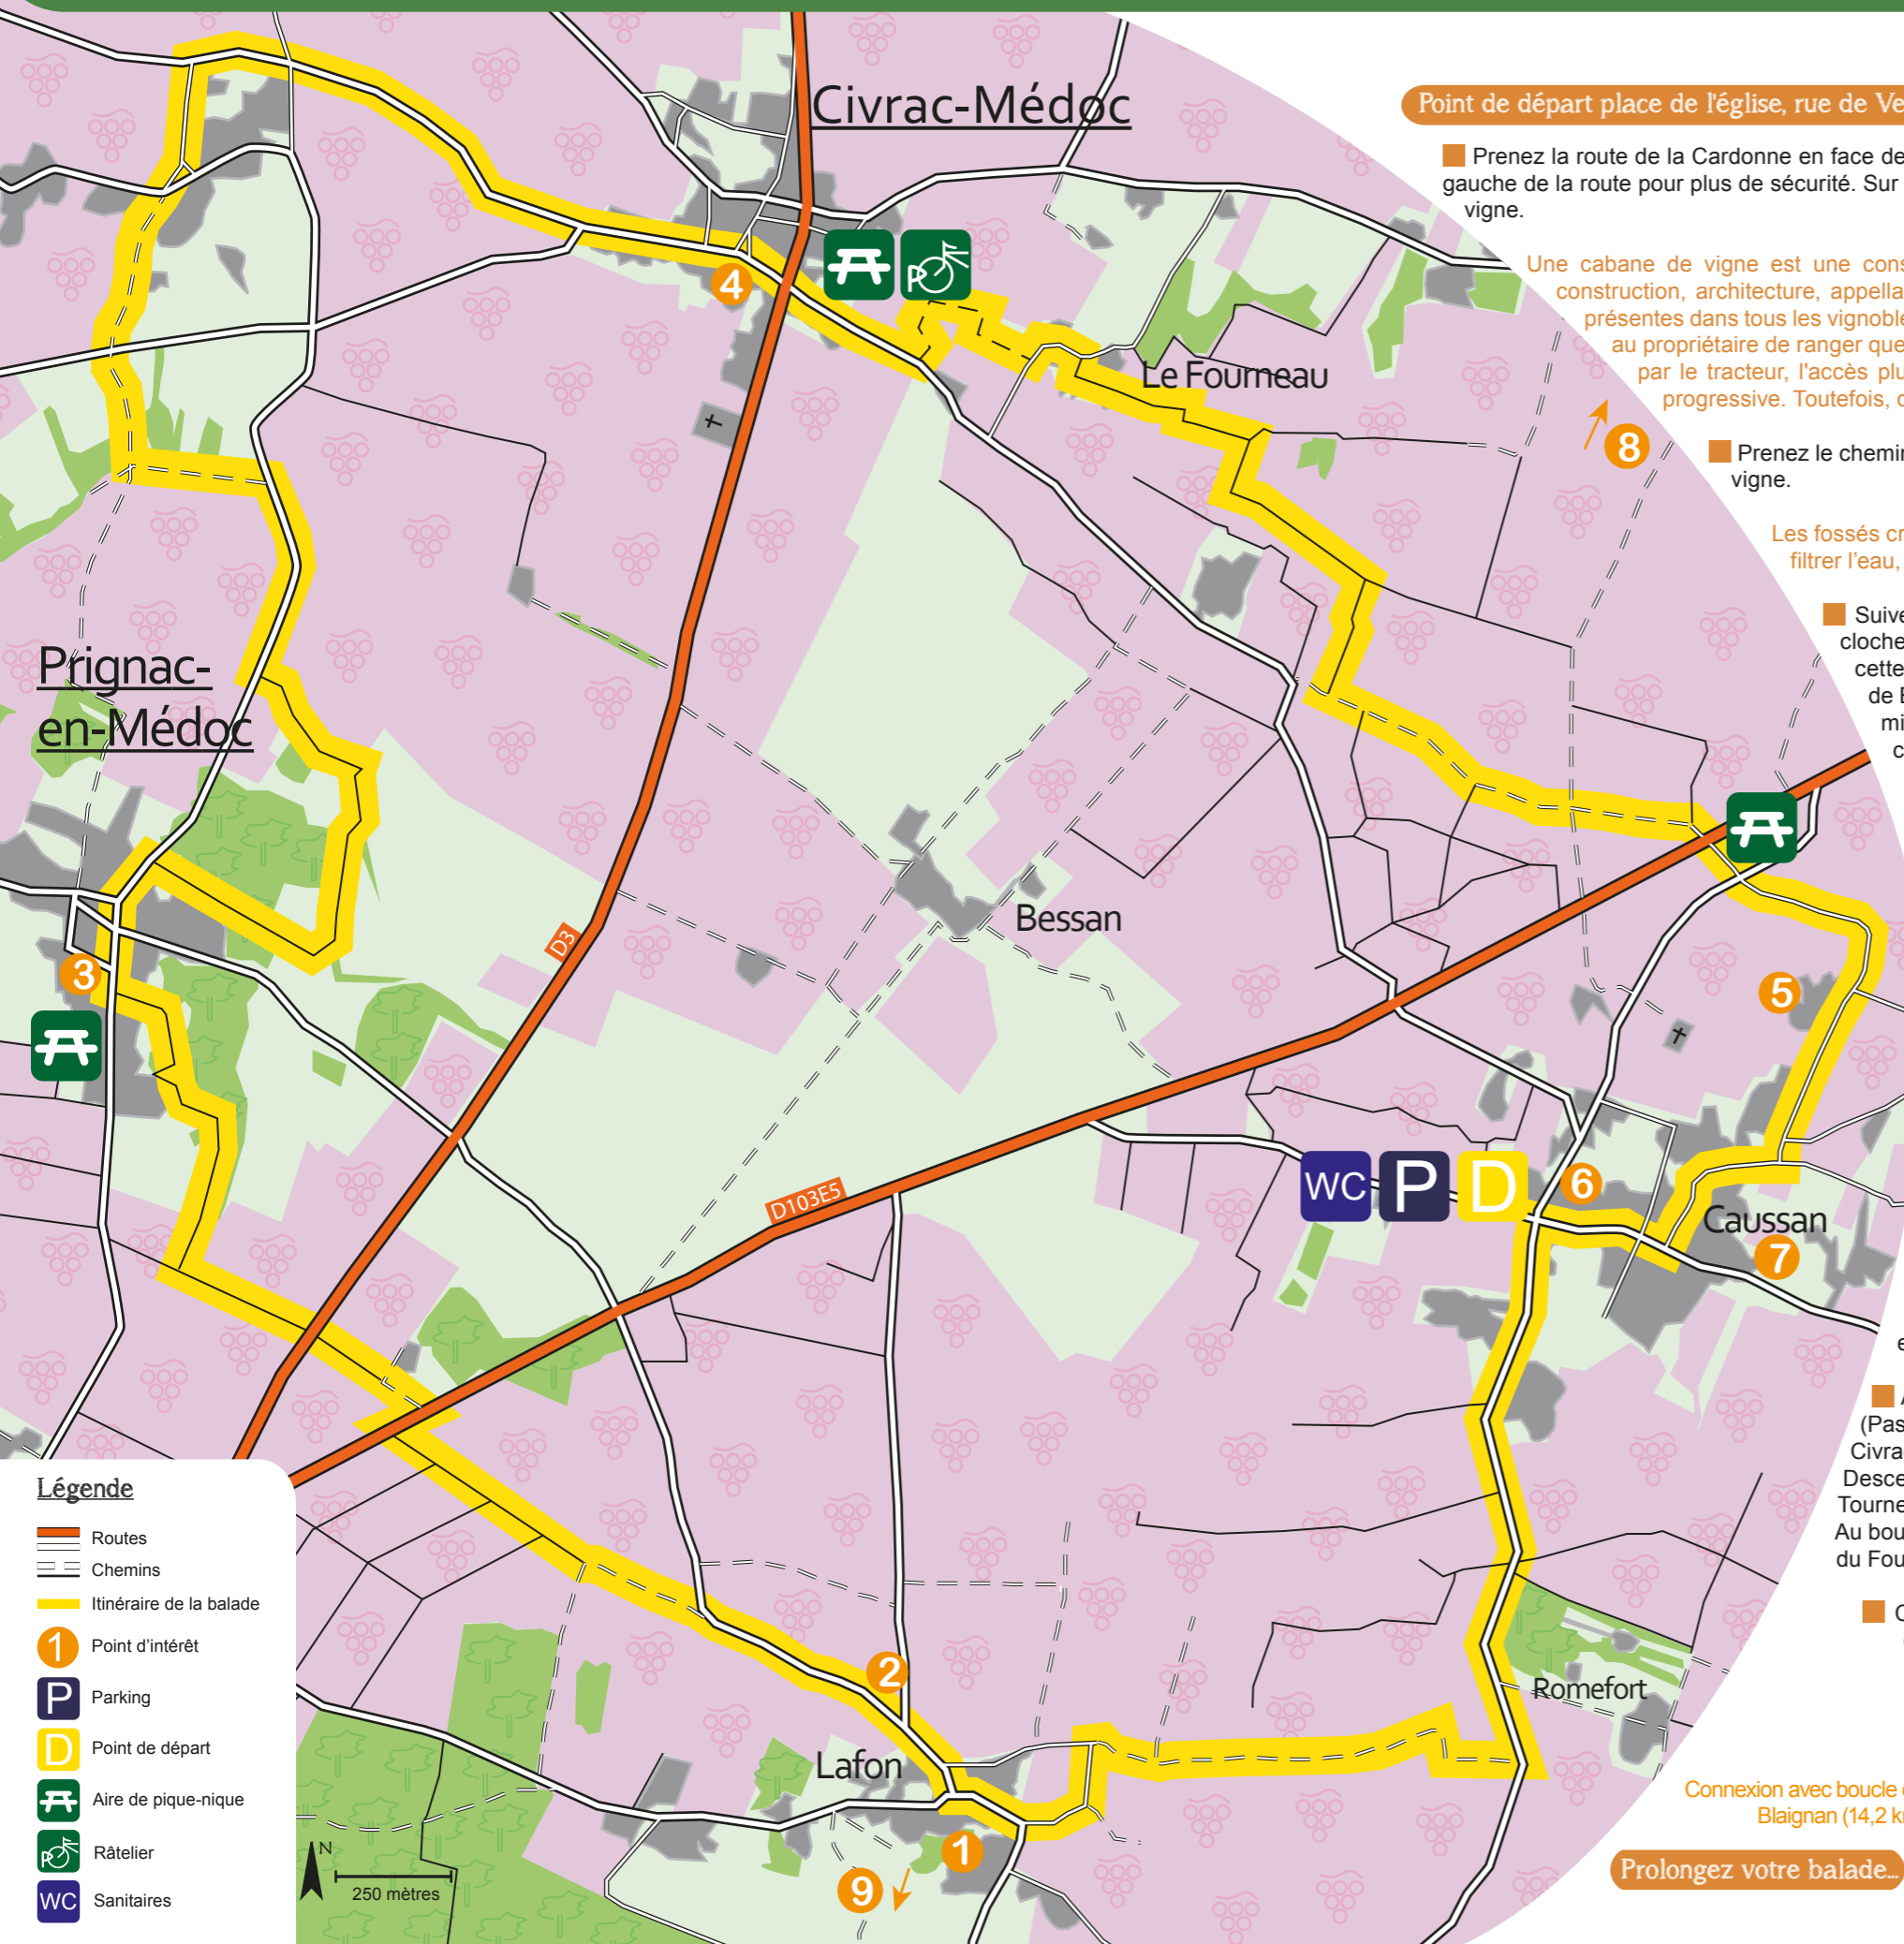 Civrac-Médoc
Le Fourneau
Prignac-
en-Médoc
Bessan
D3
D103E5
Caussan
Romefort
Lafon
1
2
3
4
5
6
7
8
9
WC
P
D
P
Point de départ place de l'église, rue de Ve
Prenez la route de la Cardonne en face de
gauche de la route pour plus de sécurité. Sur
vigne.
Une cabane de vigne est une cons
construction, architecture, appella
présentes dans tous les vignoble
au propriétaire de ranger que
par le tracteur, l'accès plu
progressive. Toutefois, c
Prenez le chemin
vigne.
Les fossés cr
filtrer l'eau,
Suive
cloche
cette
de B
mi
c
e
A
(Pas
Civra
Desce
Tourne
Au bou
du Fou
Connexion avec boucle
Blaignan (14,2 k
Prolongez votre balade...
Légende
Routes
Chemins
Itinéraire de la balade
1 Point d'intérêt
P Parking
D Point de départ
Aire de pique-nique
P Râtelier
WC Sanitaires
N
250 mètres